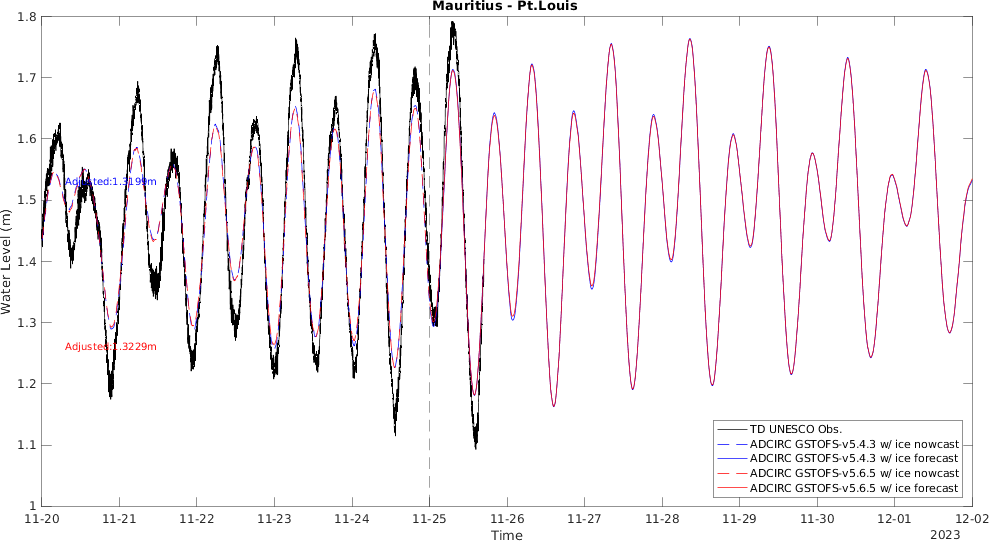 Mauritius - Pt.Louis
1.8
1.7
1.6
1.5
1.4
1.3
1.2
1.1
1
Water Level (m)
Adjusted:1.3199m
Adjusted:1.3229m
TD UNESCO Obs.
ADCIRC GSTOFS-v5.4.3 w/ ice nowcast
ADCIRC GSTOFS-v5.4.3 w/ ice forecast
ADCIRC GSTOFS-v5.6.5 w/ ice nowcast
ADCIRC GSTOFS-v5.6.5 w/ ice forecast
11-20 11-21 11-22 11-23 11-24 11-25 11-26 11-27 11-28 11-29 11-30 12-01 12-02
Time
2023